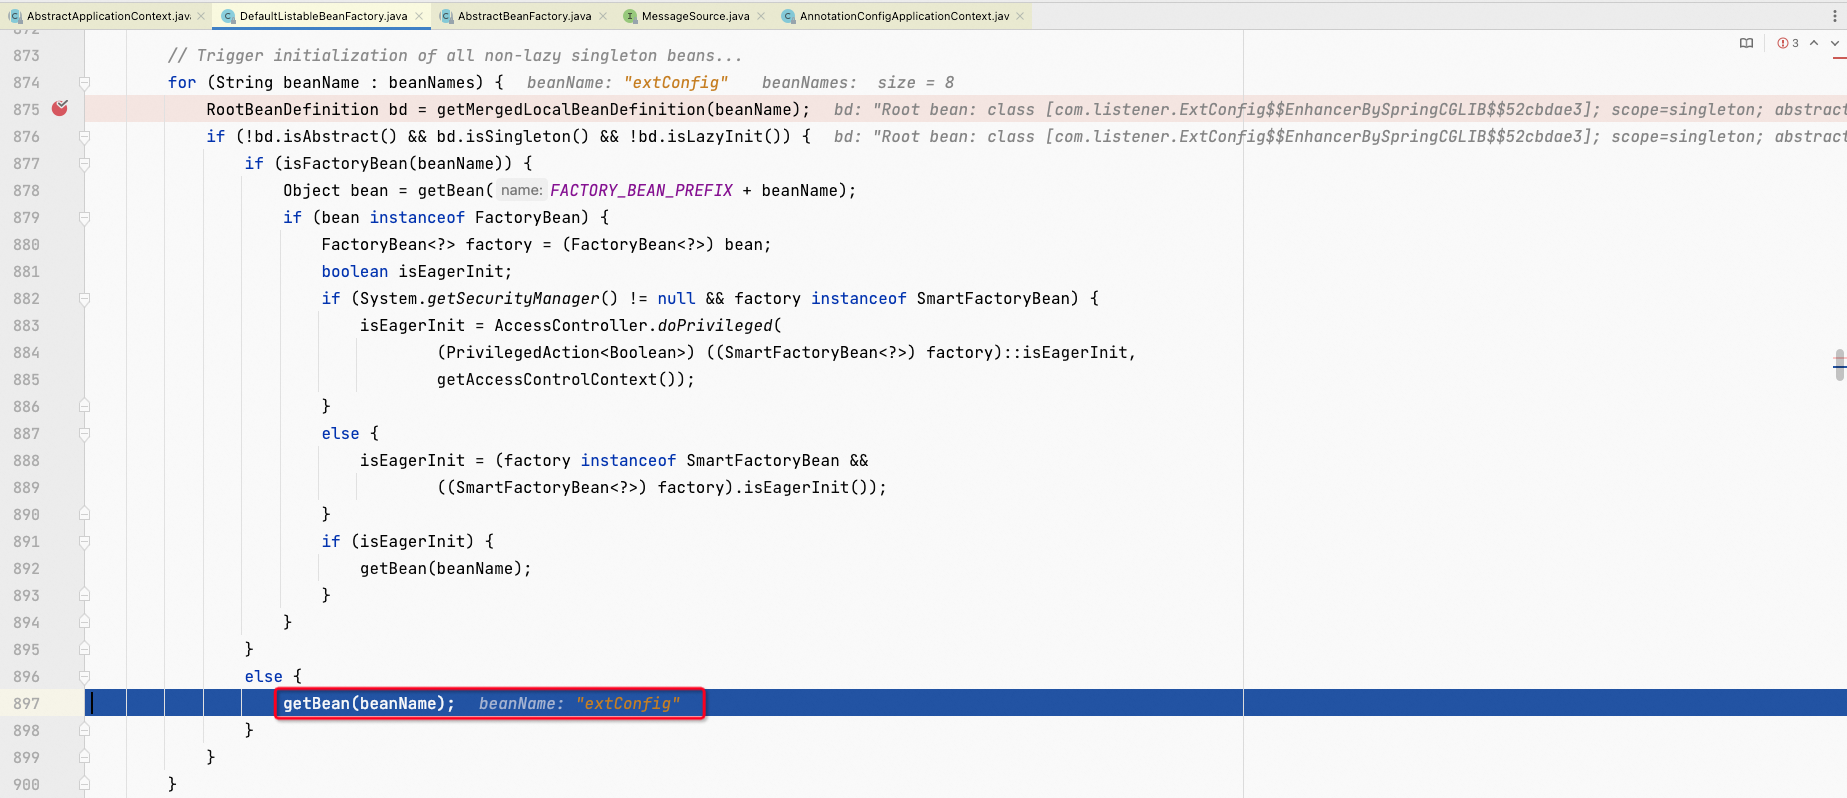 AbstractApplicationContext.java DefaultListableBeanFactory.java AbstractBeanFactory.java MessageSource.java AnnotationConfigApplicationContext.jav
872
873 // Trigger initialization of all non-lazy singleton beans... 3
874 for (String beanName : beanNames) { beanName: "extConfig" beanNames: size = 8
875 RootBeanDefinition bd = getMergedLocalBeanDefinition(beanName); bd: "Root bean: class [com.listener.ExtConfig$$EnhancerBySpringCGLIB$$52cbdae3]; scope=singleton; abstract
876 if (!bd.isAbstract() && bd.isSingleton() && !bd.isLazyInit()) { bd: "Root bean: class [com.listener.ExtConfig$$EnhancerBySpringCGLIB$$52cbdae3]; scope=singleton; abstract
877 if (isFactoryBean(beanName)) {
878 Object bean = getBean( name: FACTORY_BEAN_PREFIX + beanName);
879 if (bean instanceof FactoryBean) {
880 FactoryBean<?> factory = (FactoryBean<?>) bean;
881 boolean isEagerInit;
882 if (System.getSecurityManager() != null && factory instanceof SmartFactoryBean) {
883 isEagerInit = AccessController.doPrivileged(
884 (PrivilegedAction<Boolean>) ((SmartFactoryBean<?>) factory)::isEagerInit,
885 getAccessControlContext());
886 }
887 else {
888 isEagerInit = (factory instanceof SmartFactoryBean &&
889 ((SmartFactoryBean<?>) factory).isEagerInit());
890 }
891 if (isEagerInit) {
892 getBean(beanName);
893 }
894 }
895 }
896 else {
897 getBean(beanName); beanName: "extConfig"
898 }
899 }
900 }